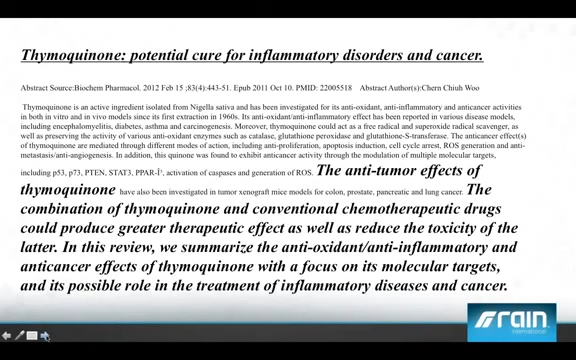 Thymoquinone: potential cure for inflammatory disorders and cancer.
Abstract Source:Biochem Pharmacol. 2012 Feb 15 ;83(4):443-51. Epub 2011 Oct 10. PMID: 22005518 Abstract Author(s):Chern Chiuh Woo
Thymoquinone is an active ingredient isolated from Nigella sativa and has been investigated for its anti-oxidant, anti-inflammatory and anticancer activities
in both in vitro and in vivo models since its first extraction in 1960s. Its anti-oxidant/anti-inflammatory effect has been reported in various disease models,
including encephalomyelitis, diabetes, asthma and carcinogenesis. Moreover, thymoquinone could act as a free radical and superoxide radical scavenger, as
well as preserving the activity of various anti-oxidant enzymes such as catalase, glutathione peroxidase and glutathione-S-transferase. The anticancer effect(s)
of thymoquinone are mediated through different modes of action, including anti-proliferation, apoptosis induction, cell cycle arrest, ROS generation and anti-
metastasis/anti-angiogenesis. In addition, this quinone was found to exhibit anticancer activity through the modulation of multiple molecular targets,
including p53, p73, PTEN, STAT3, PPAR-Î³, activation of caspases and generation of ROS. The anti-tumor effects of
thymoquinone have also been investigated in tumor xenograft mice models for colon, prostate, pancreatic and lung cancer. The
combination of thymoquinone and conventional chemotherapeutic drugs
could produce greater therapeutic effect as well as reduce the toxicity of the
latter. In this review, we summarize the anti-oxidant/anti-inflammatory and
anticancer effects of thymoquinone with a focus on its molecular targets,
and its possible role in the treatment of inflammatory diseases and cancer.
rain
international